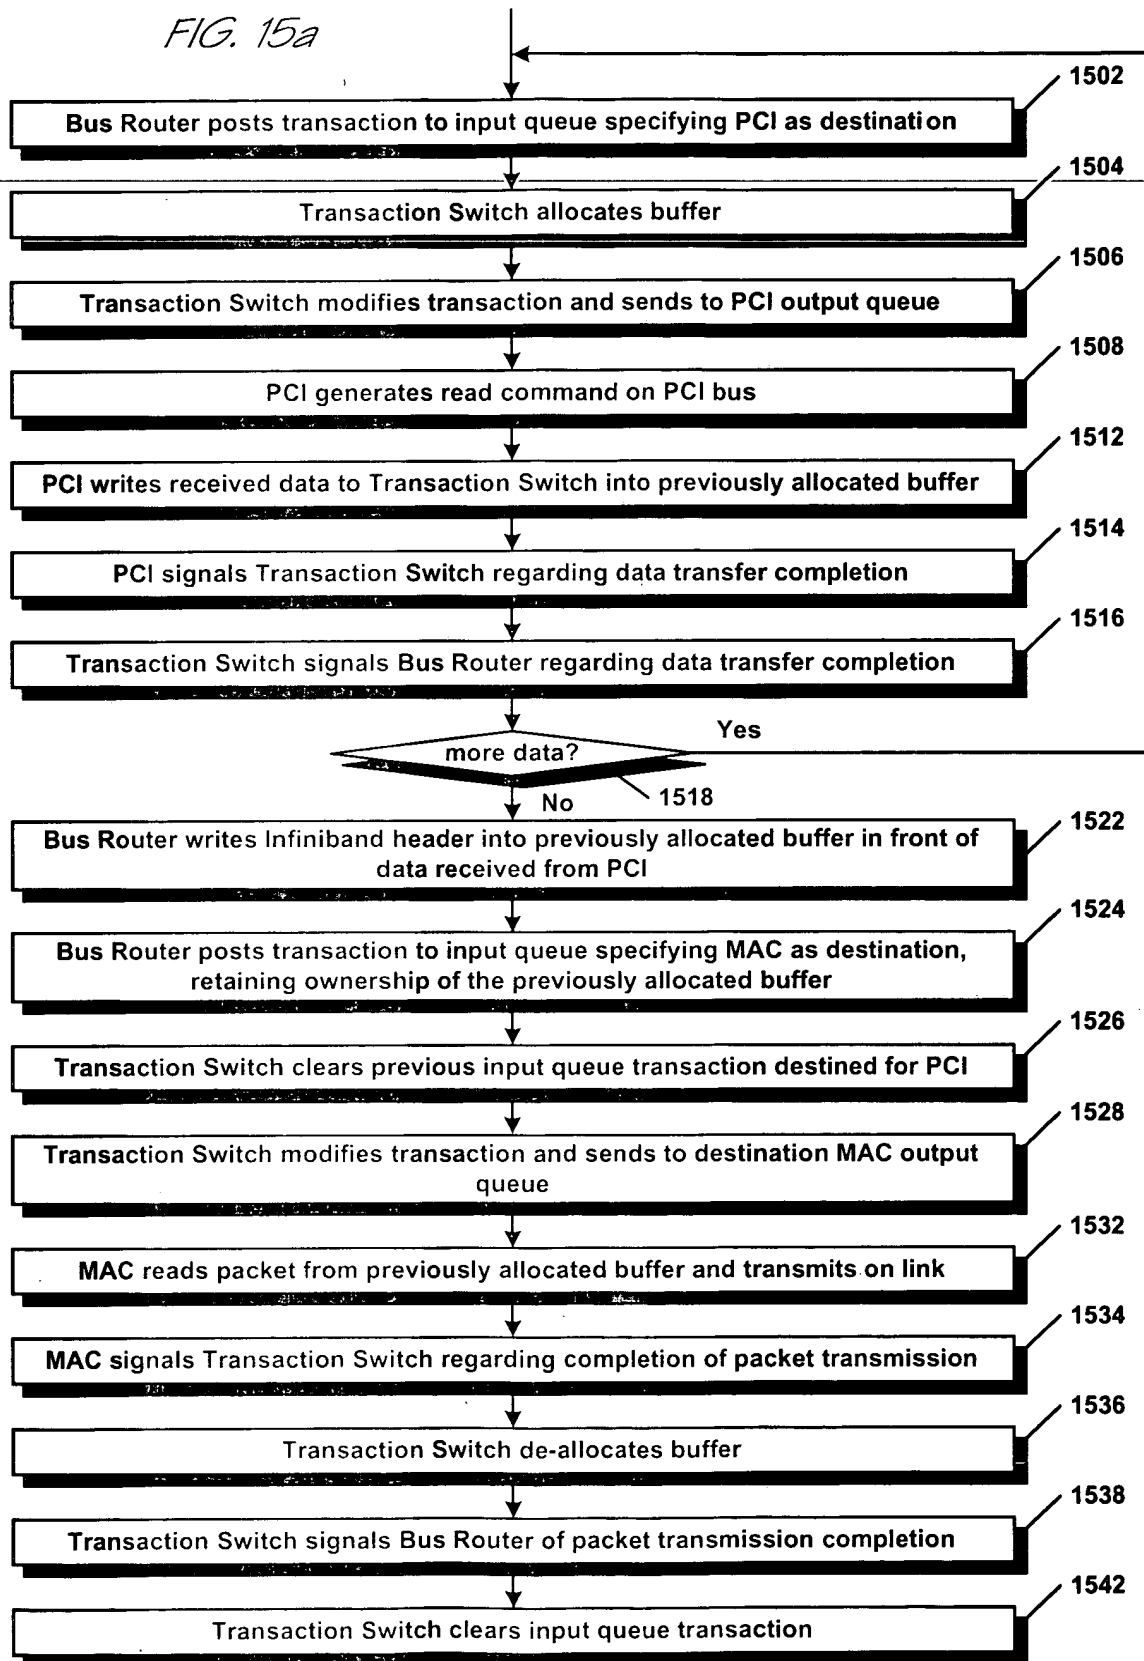 FIG. 15a
1502
Bus Router posts transaction to input queue specifying PCI as destination
1504
Transaction Switch allocates buffer
1506
Transaction Switch modifies transaction and sends to PCI output queue
1508
PCI generates read command on PCI bus
1512
PCI writes received data to Transaction Switch into previously allocated buffer
1514
PCI signals Transaction Switch regarding data transfer completion
1516
Transaction Switch signals Bus Router regarding data transfer completion
Yes
more data?
No
1518
1522
Bus Router writes Infiniband header into previously allocated buffer in front of
data received from PCI
1524
Bus Router posts transaction to input queue specifying MAC as destination,
retaining ownership of the previously allocated buffer
1526
Transaction Switch clears previous input queue transaction destined for PCI
1528
Transaction Switch modifies transaction and sends to destination MAC output
queue
1532
MAC reads packet from previously allocated buffer and transmits on link
1534
MAC signals Transaction Switch regarding completion of packet transmission
1536
Transaction Switch de-allocates buffer
1538
Transaction Switch signals Bus Router of packet transmission completion
1542
Transaction Switch clears input queue transaction